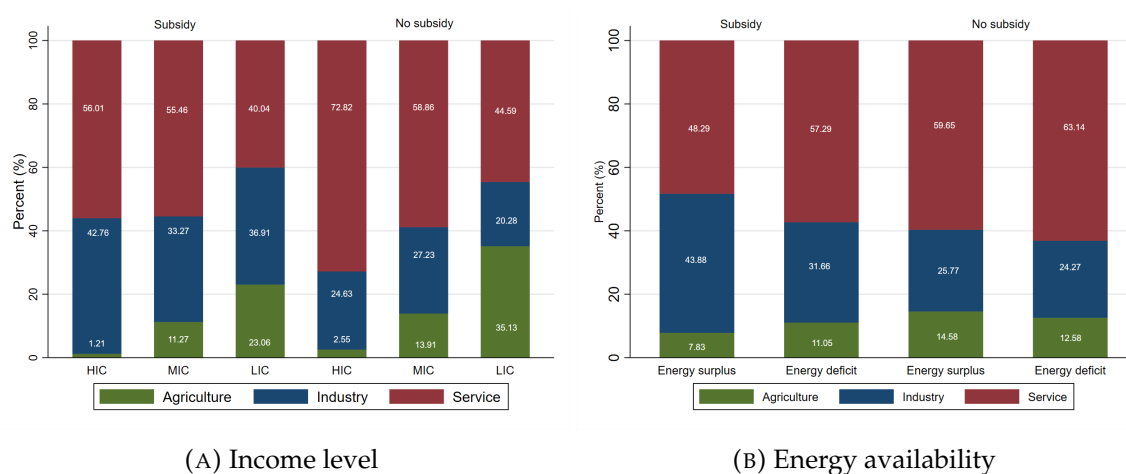 Subsidy No subsidy
Percent (%)
100
80
60
40
20
0
56.01 55.46 40.04 72.82 58.86 44.59
42.76 33.27 36.91 24.63 27.23 20.28
1.21 11.27 23.06 2.55 13.91 35.13
HIC MIC LIC HIC MIC LIC
Agriculture Industry Service
(A) Income level
Subsidy No subsidy
Percent (%)
100
80
60
40
20
0
48.29 57.29 59.65 63.14
43.88 31.66 25.77 24.27
7.83 11.05 14.58 12.58
Energy surplus Energy deficit Energy surplus Energy deficit
Agriculture Industry Service
(B) Energy availability